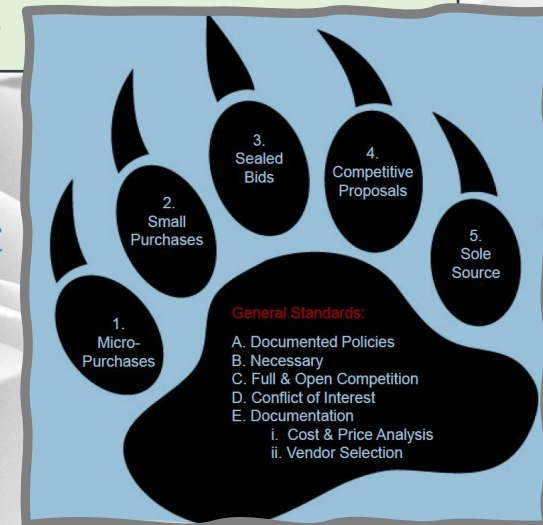 1.
Micro-
Purchases
2.
Small
Purchases
3.
Sealed
Bids
4.
Competitive
Proposals
5.
Sole
Source
General Standards:
A. Documented Policies
B. Necessary
C. Full & Open Competition
D. Conflict of Interest
E. Documentation
i. Cost & Price Analysis
ii. Vendor Selection